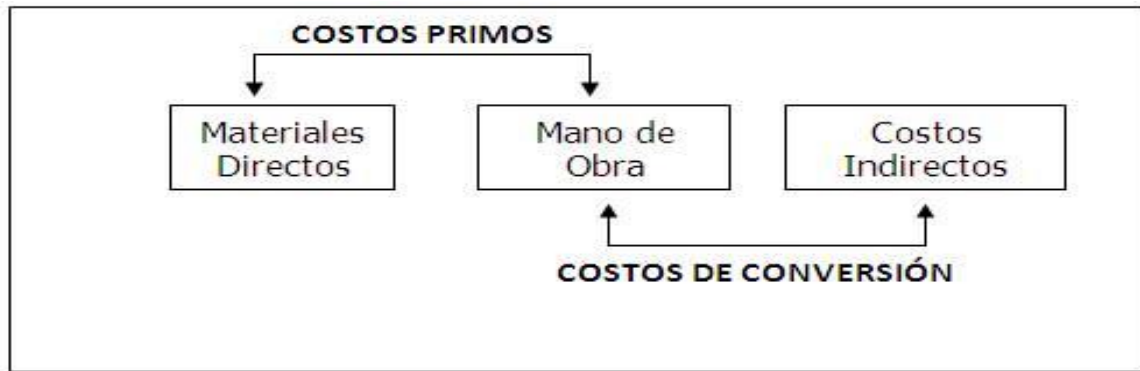 COSTOS PRIMOS
Materiales
Directos
Mano de
Obra
Costos
Indirectos
COSTOS DE CONVERSIÓN